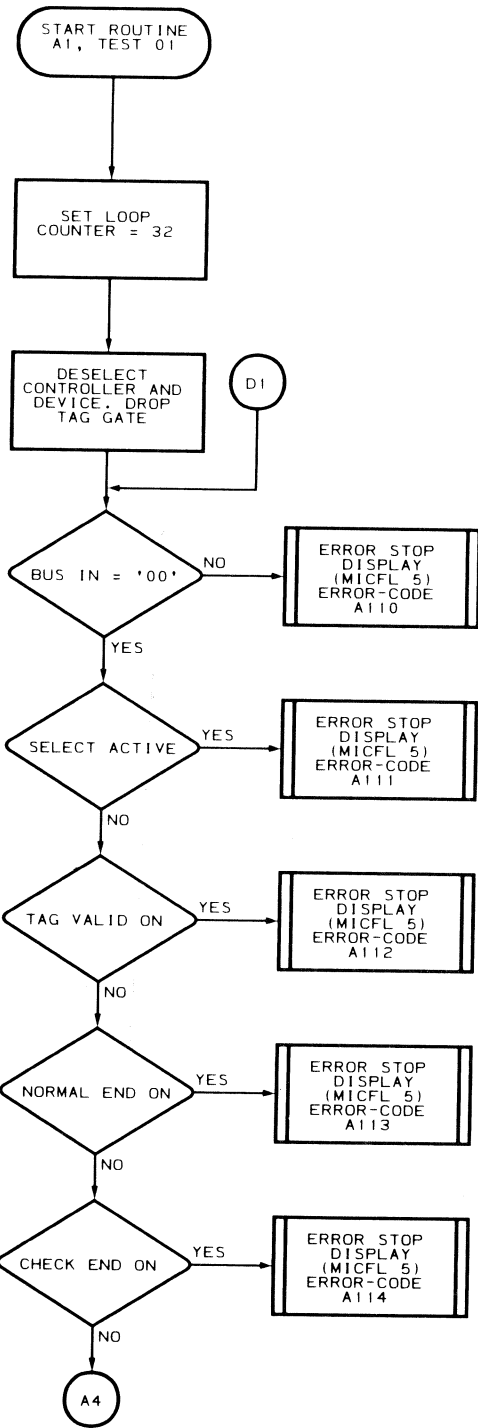 START ROUTINE
A1, TEST 01
SET LOOP
COUNTER = 32
DESELECT
CONTROLLER AND
DEVICE. DROP
TAG GATE
D1
BUS IN = '00'
NO
ERROR STOP
DISPLAY
(MICFL 5)
ERROR-CODE
A110
YES
SELECT ACTIVE
YES
ERROR STOP
DISPLAY
(MICFL 5)
ERROR-CODE
A111
NO
TAG VALID ON
YES
ERROR STOP
DISPLAY
(MICFL 5)
ERROR-CODE
A112
NO
NORMAL END ON
YES
ERROR STOP
DISPLAY
(MICFL 5)
ERROR-CODE
A113
NO
CHECK END ON
YES
ERROR STOP
DISPLAY
(MICFL 5)
ERROR-CODE
A114
NO
A4